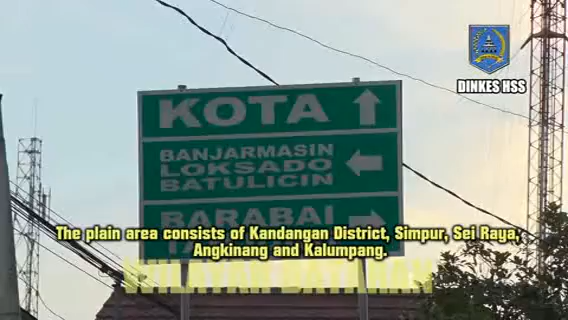 DINKES HSS
KOTA
BANJARMASIN
LOKSADO
BATULICIN
BARABAI
The plain area consists of Kandangan District, Simpur, Sei Raya,
Angkinang and Kalumpang.
WILAYAH DATARAN